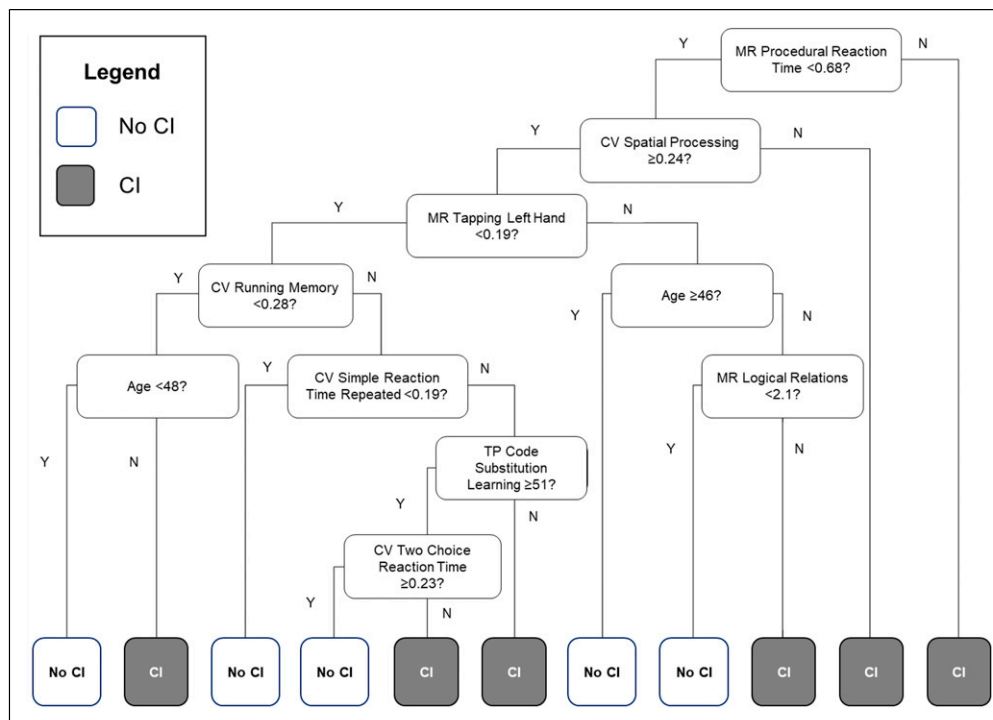 Legend
No CI
CI
Y
N
MR Procedural Reaction
Time <0.68?
Y
N
CV Spatial Processing
≥0.24?
Y
N
MR Tapping Left Hand
<0.19?
Y
N
CV Running Memory
<0.28?
Age ≥46?
Y
N
Y
N
Age <48?
CV Simple Reaction
Time Repeated <0.19?
MR Logical Relations
<2.1?
Y
N
Y
N
TP Code
Substitution
Learning ≥51?
Y
N
CV Two Choice
Reaction Time
≥0.23?
Y
N
No CI
CI
No CI
No CI
CI
CI
No CI
No CI
CI
CI
CI